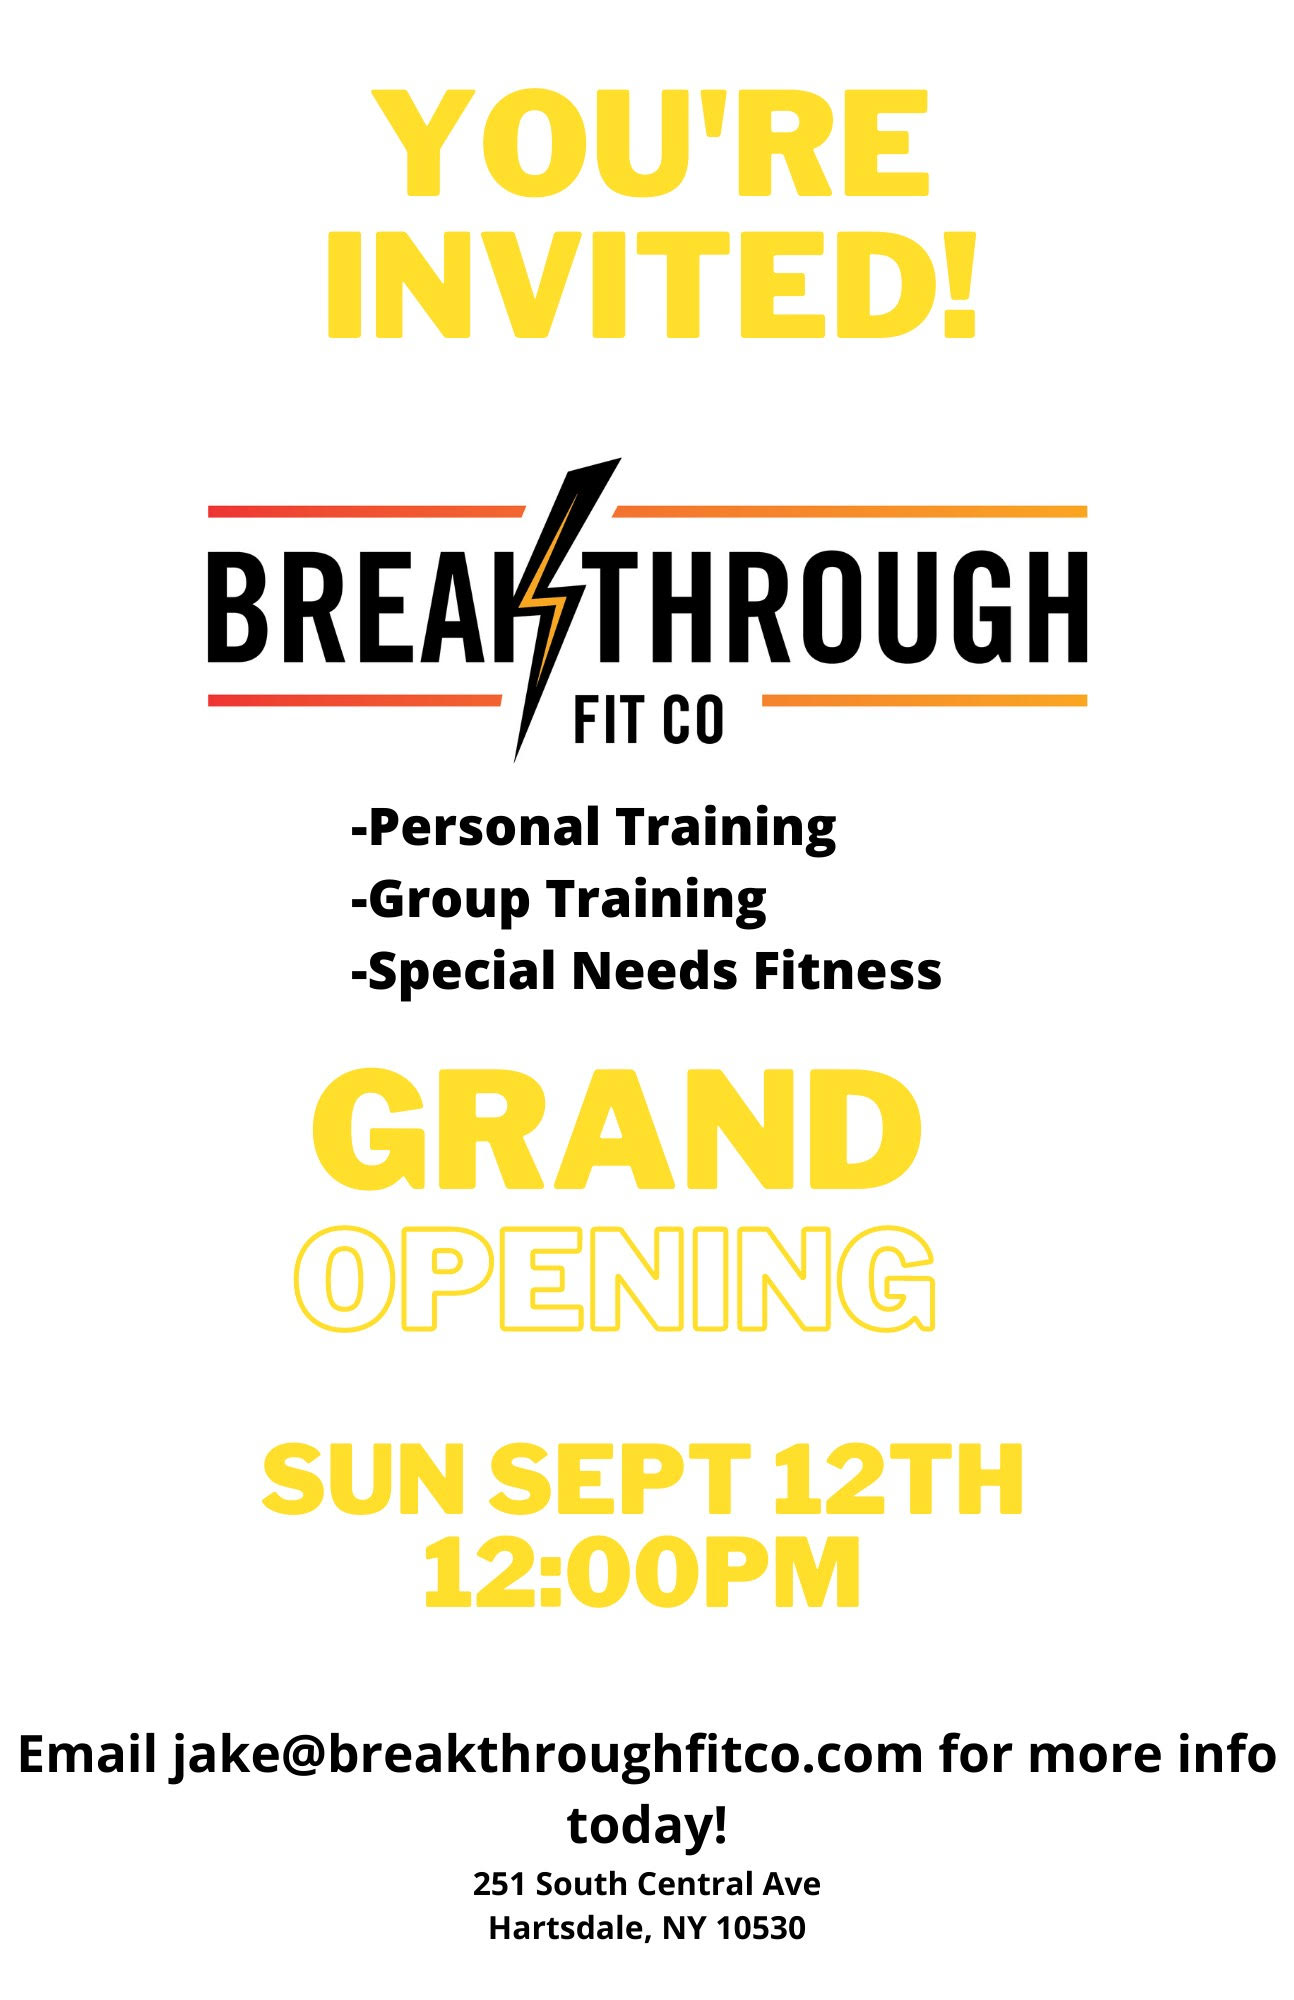 YOU'RE
INVITED!
BREAKTHROUGH
FIT CO
-Personal Training
-Group Training
-Special Needs Fitness
GRAND
OPENING
SUN SEPT 12TH
12:00PM
Email jake@breakthroughfitco.com for more info
today!
251 South Central Ave
Hartsdale, NY 10530